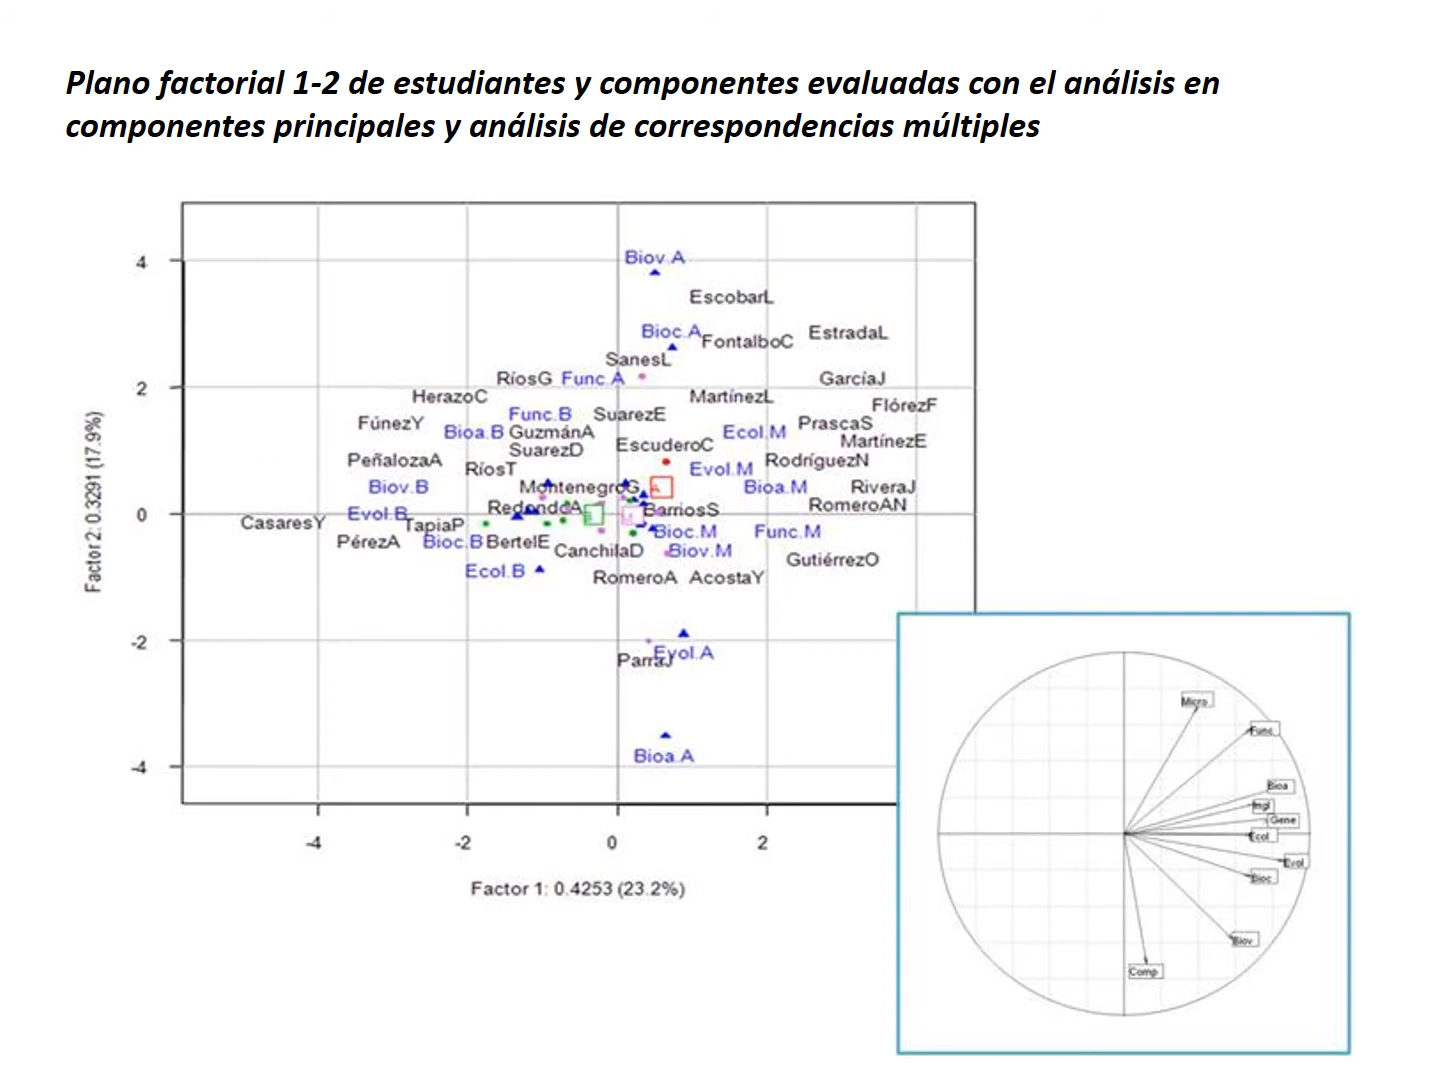 Plano factorial 1-2 de estudiantes y componentes evaluadas con el análisis en
componentes principales y análisis de correspondencias múltiples
Biov.A
4
EscobarL
Bioc.A
EstradaL
FontalboC
SanesL
RíosG
Func.A
GarcíaJ
2
HerazoC
MartínezL
FlórezF
Func.B
SuarezE
FúnezY
PrascaS
Bioa.B
GuzmánA
Ecol.M
MartínezE
EscuderoC
SuarezD
PeñalozaA
RodríguezN
RíosT
Evol.M
Biov.B
MontenegroG
A
Bioa.M
RiveraJ
RomeroAN
RedondoA
BarriosS
0
Evol.B
M
CasaresY
TapiaP
Bioc.M
Func.M
PérezA
Bioc.B
BertelE
CanchilaD
Biov.M
GutiérrezO
Ecol.B
RomeroA
AcostaY
-2
Evol.A
ParraJ
Bioa.A
-4
Factor 2: 0.3291 (17.9%)
-4
-2
0
2
Factor 1: 0.4253 (23.2%)
Micro
Func
Bioa
Ingl
Gene
Ecol
Evol
Bioc
Biov
Comp